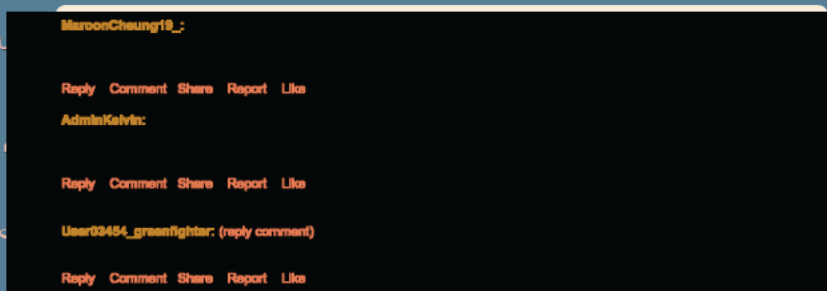 MaroonCheung19_:
Reply Comment Share Report Like
AdminKelvin:
Reply Comment Share Report Like
User03454_greenfighter: (reply comment)
Reply Comment Share Report Like